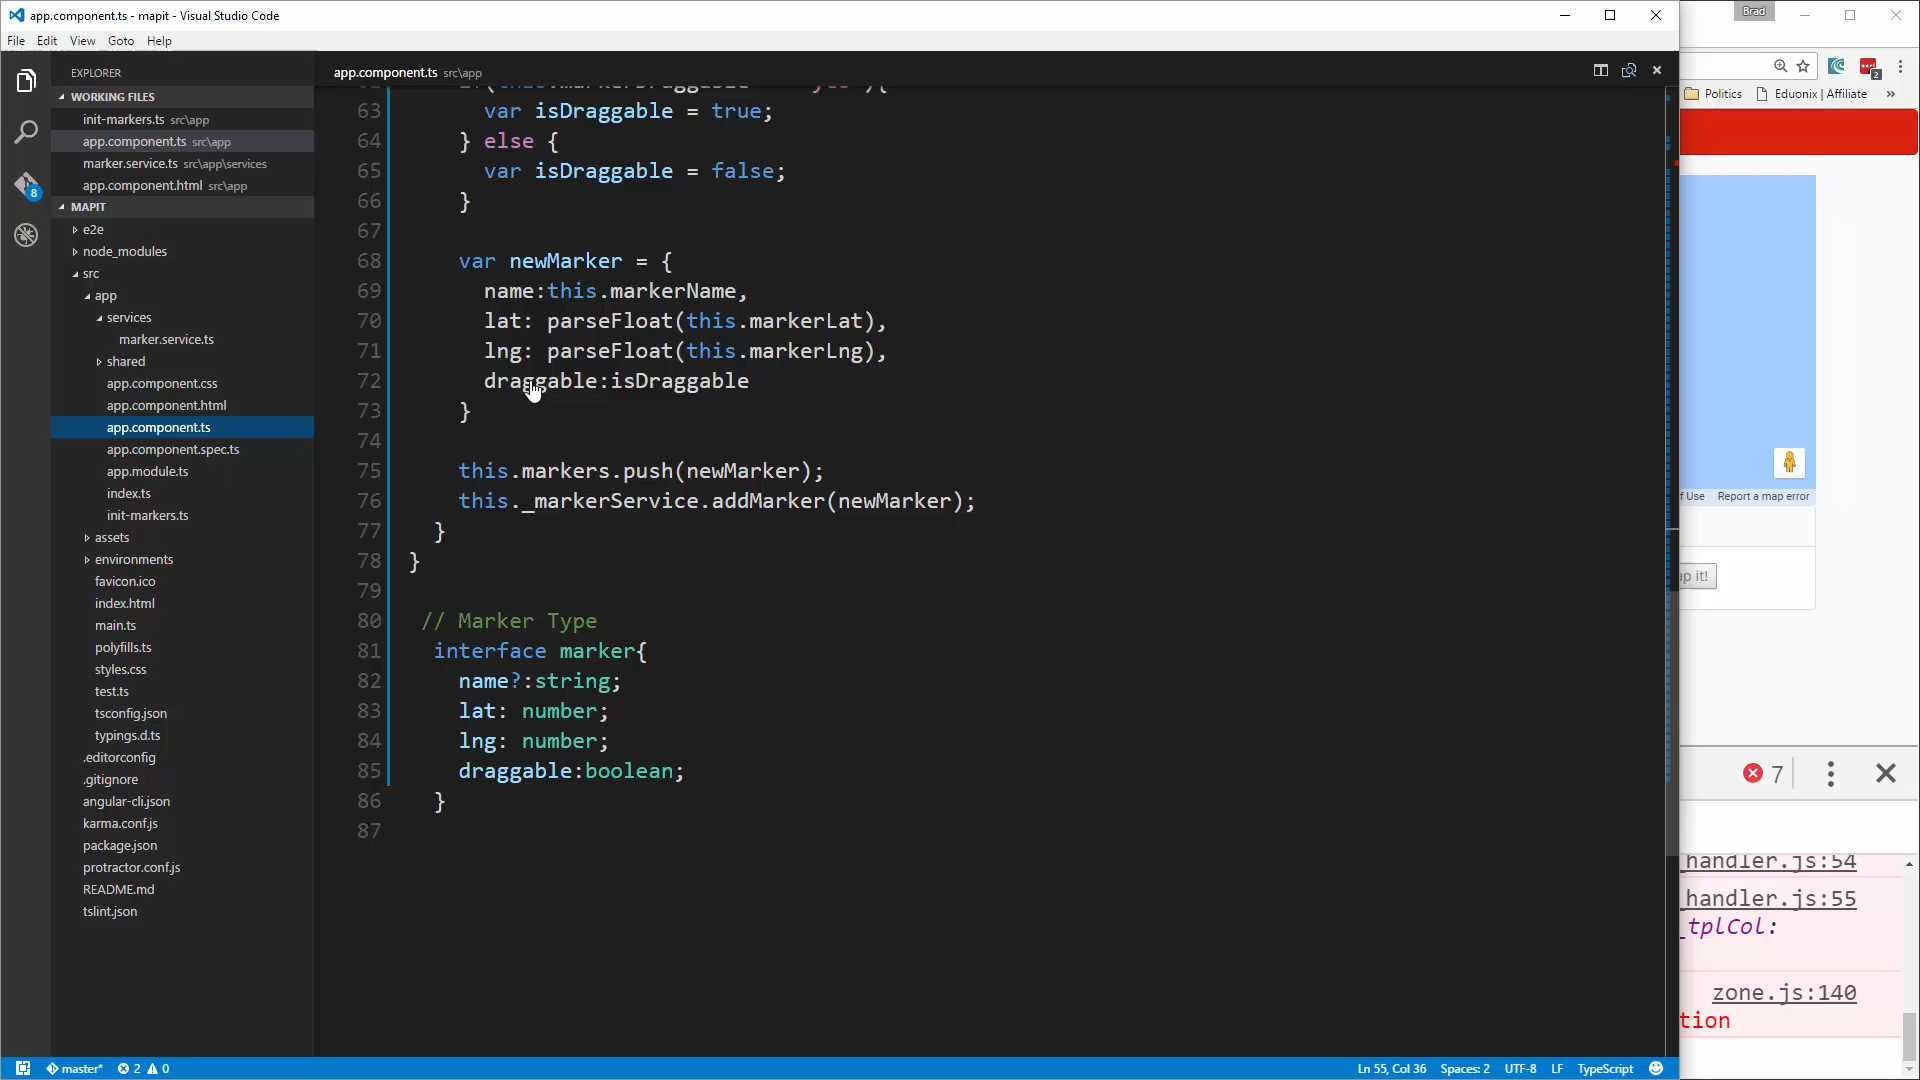 app.component.ts - mapit - Visual Studio Code
Brad
File Edit View Goto Help
EXPLORER
app.component.ts src\app
Politics
Eduonix | Affiliate
»
WORKING FILES
init-markers.ts src\app
app.component.ts src\app
marker.service.ts src\app\services
app.component.html src\app
MAPIT
e2e
node_modules
src
app
services
marker.service.ts
shared
app.component.css
app.component.html
app.component.ts
app.component.spec.ts
app.module.ts
index.ts
init-markers.ts
assets
environments
favicon.ico
index.html
main.ts
polyfills.ts
styles.css
test.ts
tsconfig.json
typings.d.ts
.editorconfig
.gitignore
angular-cli.json
karma.conf.js
package.json
protractor.conf.js
README.md
tslint.json
8
63 var isDraggable = true;
64 } else {
65 var isDraggable = false;
66 }
67
68 var newMarker = {
69 name:this.markerName,
70 lat: parseFloat(this.markerLat),
71 lng: parseFloat(this.markerLng),
72 draggable:isDraggable
73 }
74
75 this.markers.push(newMarker);
76 this._markerService.addMarker(newMarker);
77 }
78 }
79
80 // Marker Type
81 interface marker{
82 name?:string;
83 lat: number;
84 lng: number;
85 draggable:boolean;
86 }
87
f Use Report a map error
ap it!
7
_handler.js:54
_handler.js:55
_tplCol:
zone.js:140
tion
master* 2 0 Ln 55, Col 36 Spaces: 2 UTF-8 LF TypeScript